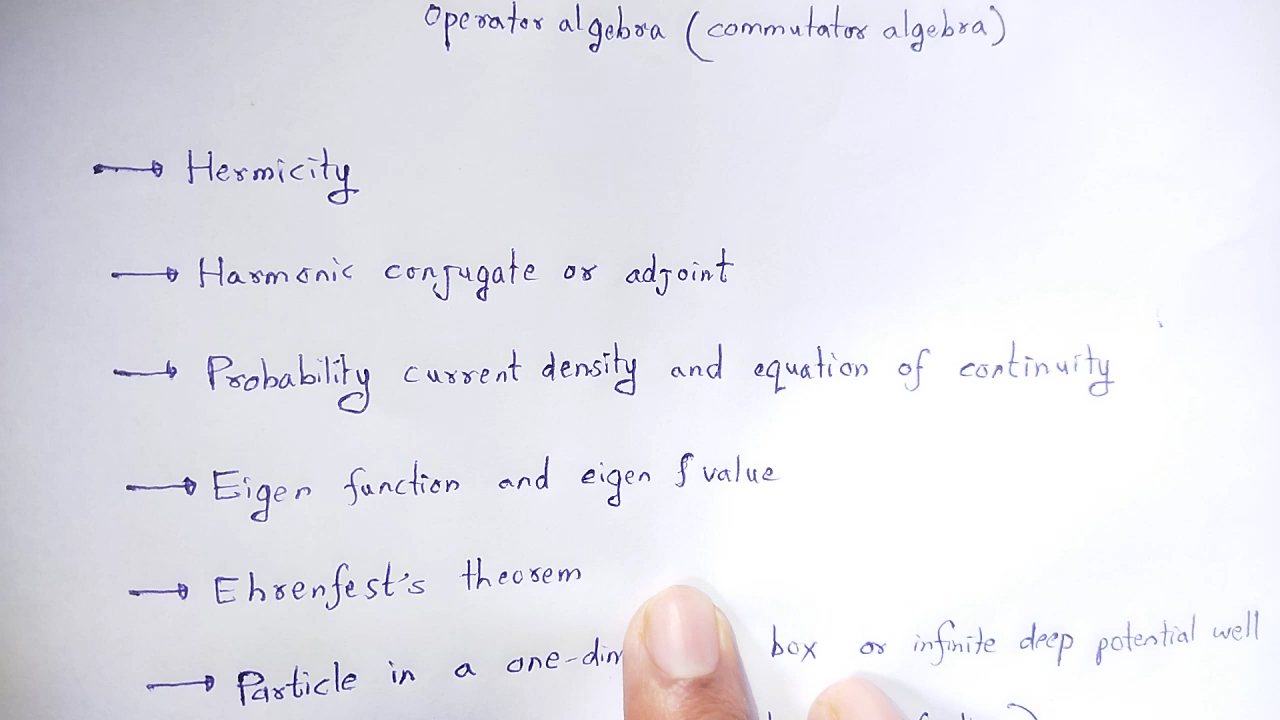 Operator algebra (commutator algebra)
Hermicity
Harmonic conjugate or adjoint
Probability current density and equation of continuity
Eigen function and eigen f value
Ehrenfest's theorem
Particle in a one-dim box or infinite deep potential well